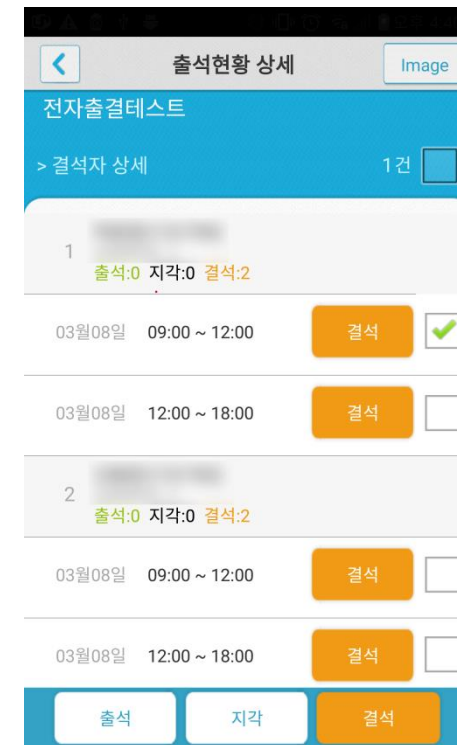 출석현황 상세
Image
전자출결테스트
> 결석자 상세
1건
1
출석:0 지각:0 결석:2
03월08일 09:00 ~ 12:00 결석
03월08일 12:00 ~ 18:00 결석
2
출석:0 지각:0 결석:2
03월08일 09:00 ~ 12:00 결석
03월08일 12:00 ~ 18:00 결석
출석 지각 결석